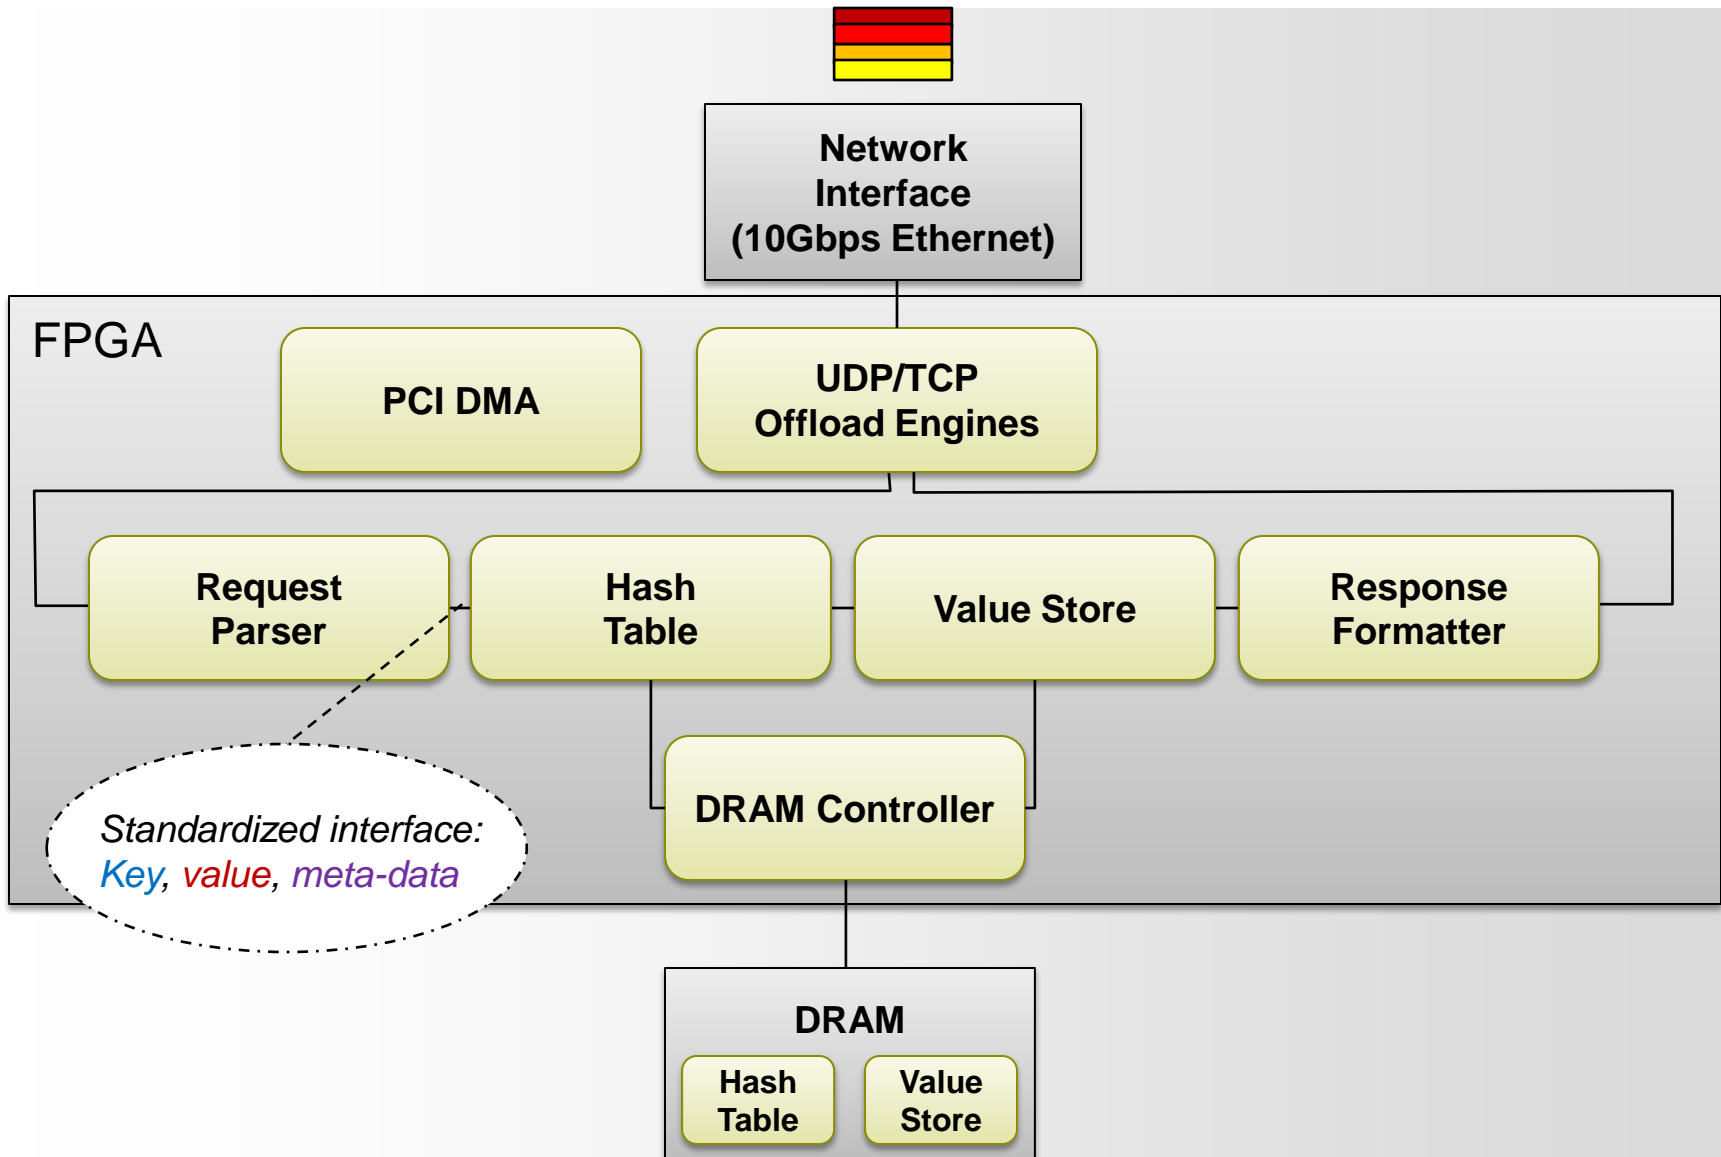 Network
Interface
(10Gbps Ethernet)
FPGA
PCI DMA
UDP/TCP
Offload Engines
Request
Parser
Hash
Table
Value Store
Response
Formatter
Standardized interface:
Key, value, meta-data
DRAM Controller
DRAM
Hash
Table
Value
Store